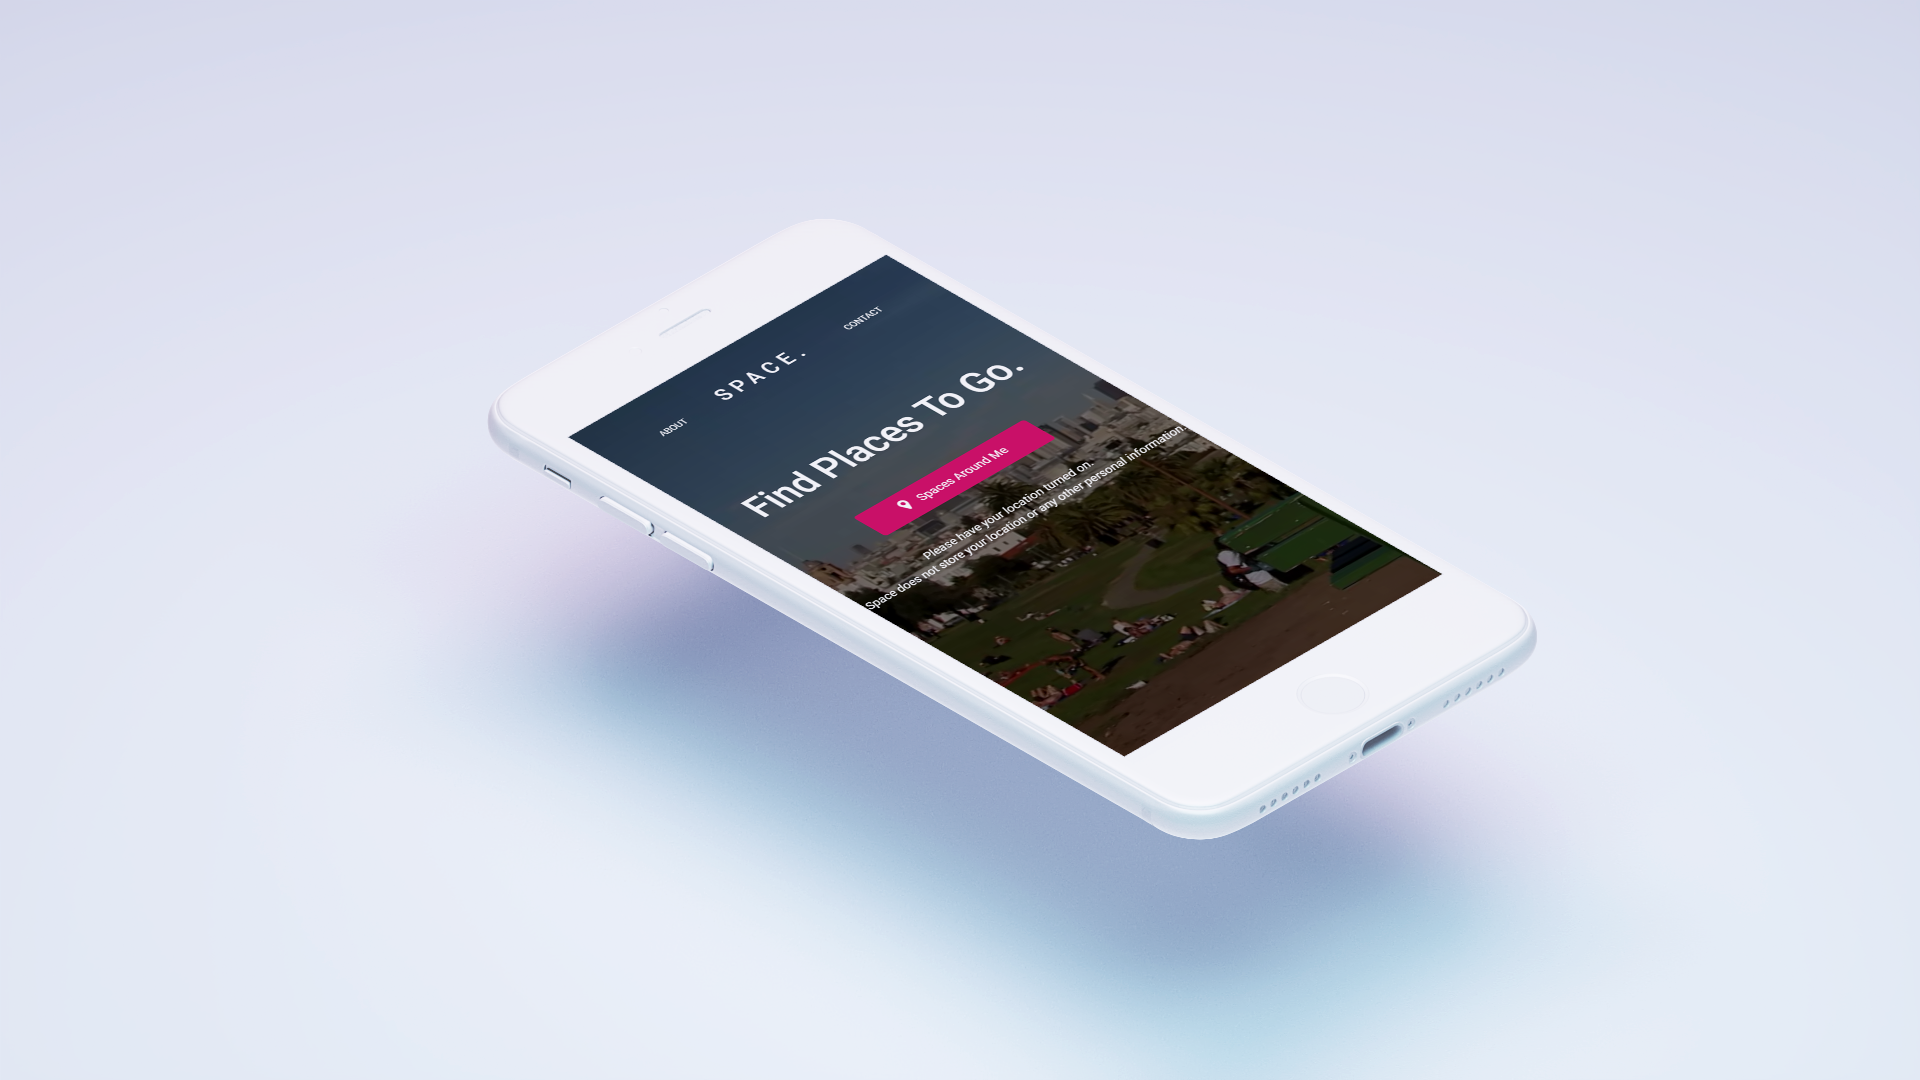 ABOUT
SPACE.
CONTACT
Find Places To Go.
Spaces Around Me
Please have your location turned on.
Space does not store your location or any other personal information.